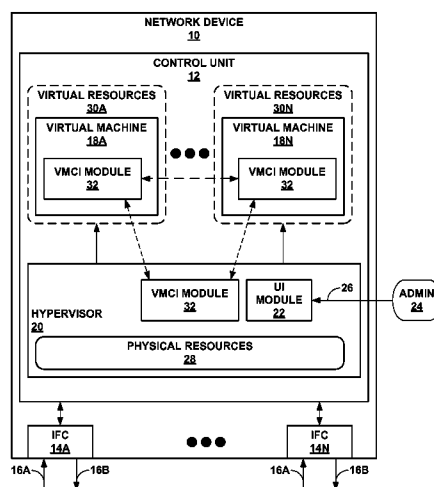 NETWORK DEVICE
10
CONTROL UNIT
12
VIRTUAL RESOURCES
30A
VIRTUAL MACHINE
18A
VMCI MODULE
32
VIRTUAL RESOURCES
30N
VIRTUAL MACHINE
18N
VMCI MODULE
32
VMCI MODULE
32
UI
MODULE
22
26
ADMIN
24
HYPERVISOR
20
PHYSICAL RESOURCES
28
IFC
14A
IFC
14N
16A
16B
16A
16B